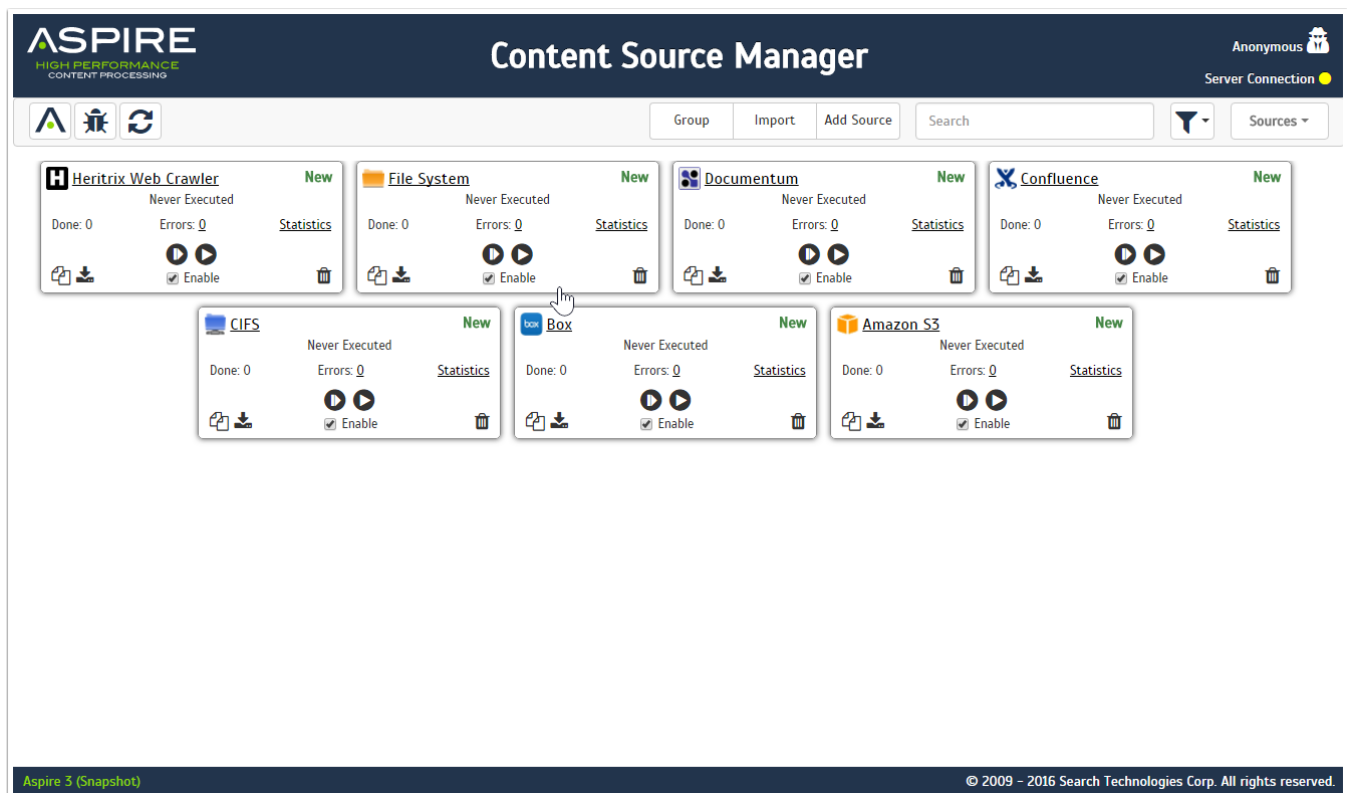 ASPIRE
HIGH PERFORMANCE
CONTENT PROCESSING
Content Source Manager
Anonymous
Server Connection
Group Import Add Source Search Sources
H Heritrix Web Crawler New File System New Documentum New Confluence New
Never Executed Never Executed Never Executed Never Executed
Done: 0 Errors: 0 Statistics Done: 0 Errors: 0 Statistics Done: 0 Errors: 0 Statistics Done: 0 Errors: 0 Statistics
Enable Enable Enable Enable
CIFS New box Box New Amazon S3 New
Never Executed Never Executed Never Executed
Done: 0 Errors: 0 Statistics Done: 0 Errors: 0 Statistics Done: 0 Errors: 0 Statistics
Enable Enable Enable
Aspire 3 (Snapshot) © 2009 - 2016 Search Technologies Corp. All rights reserved.